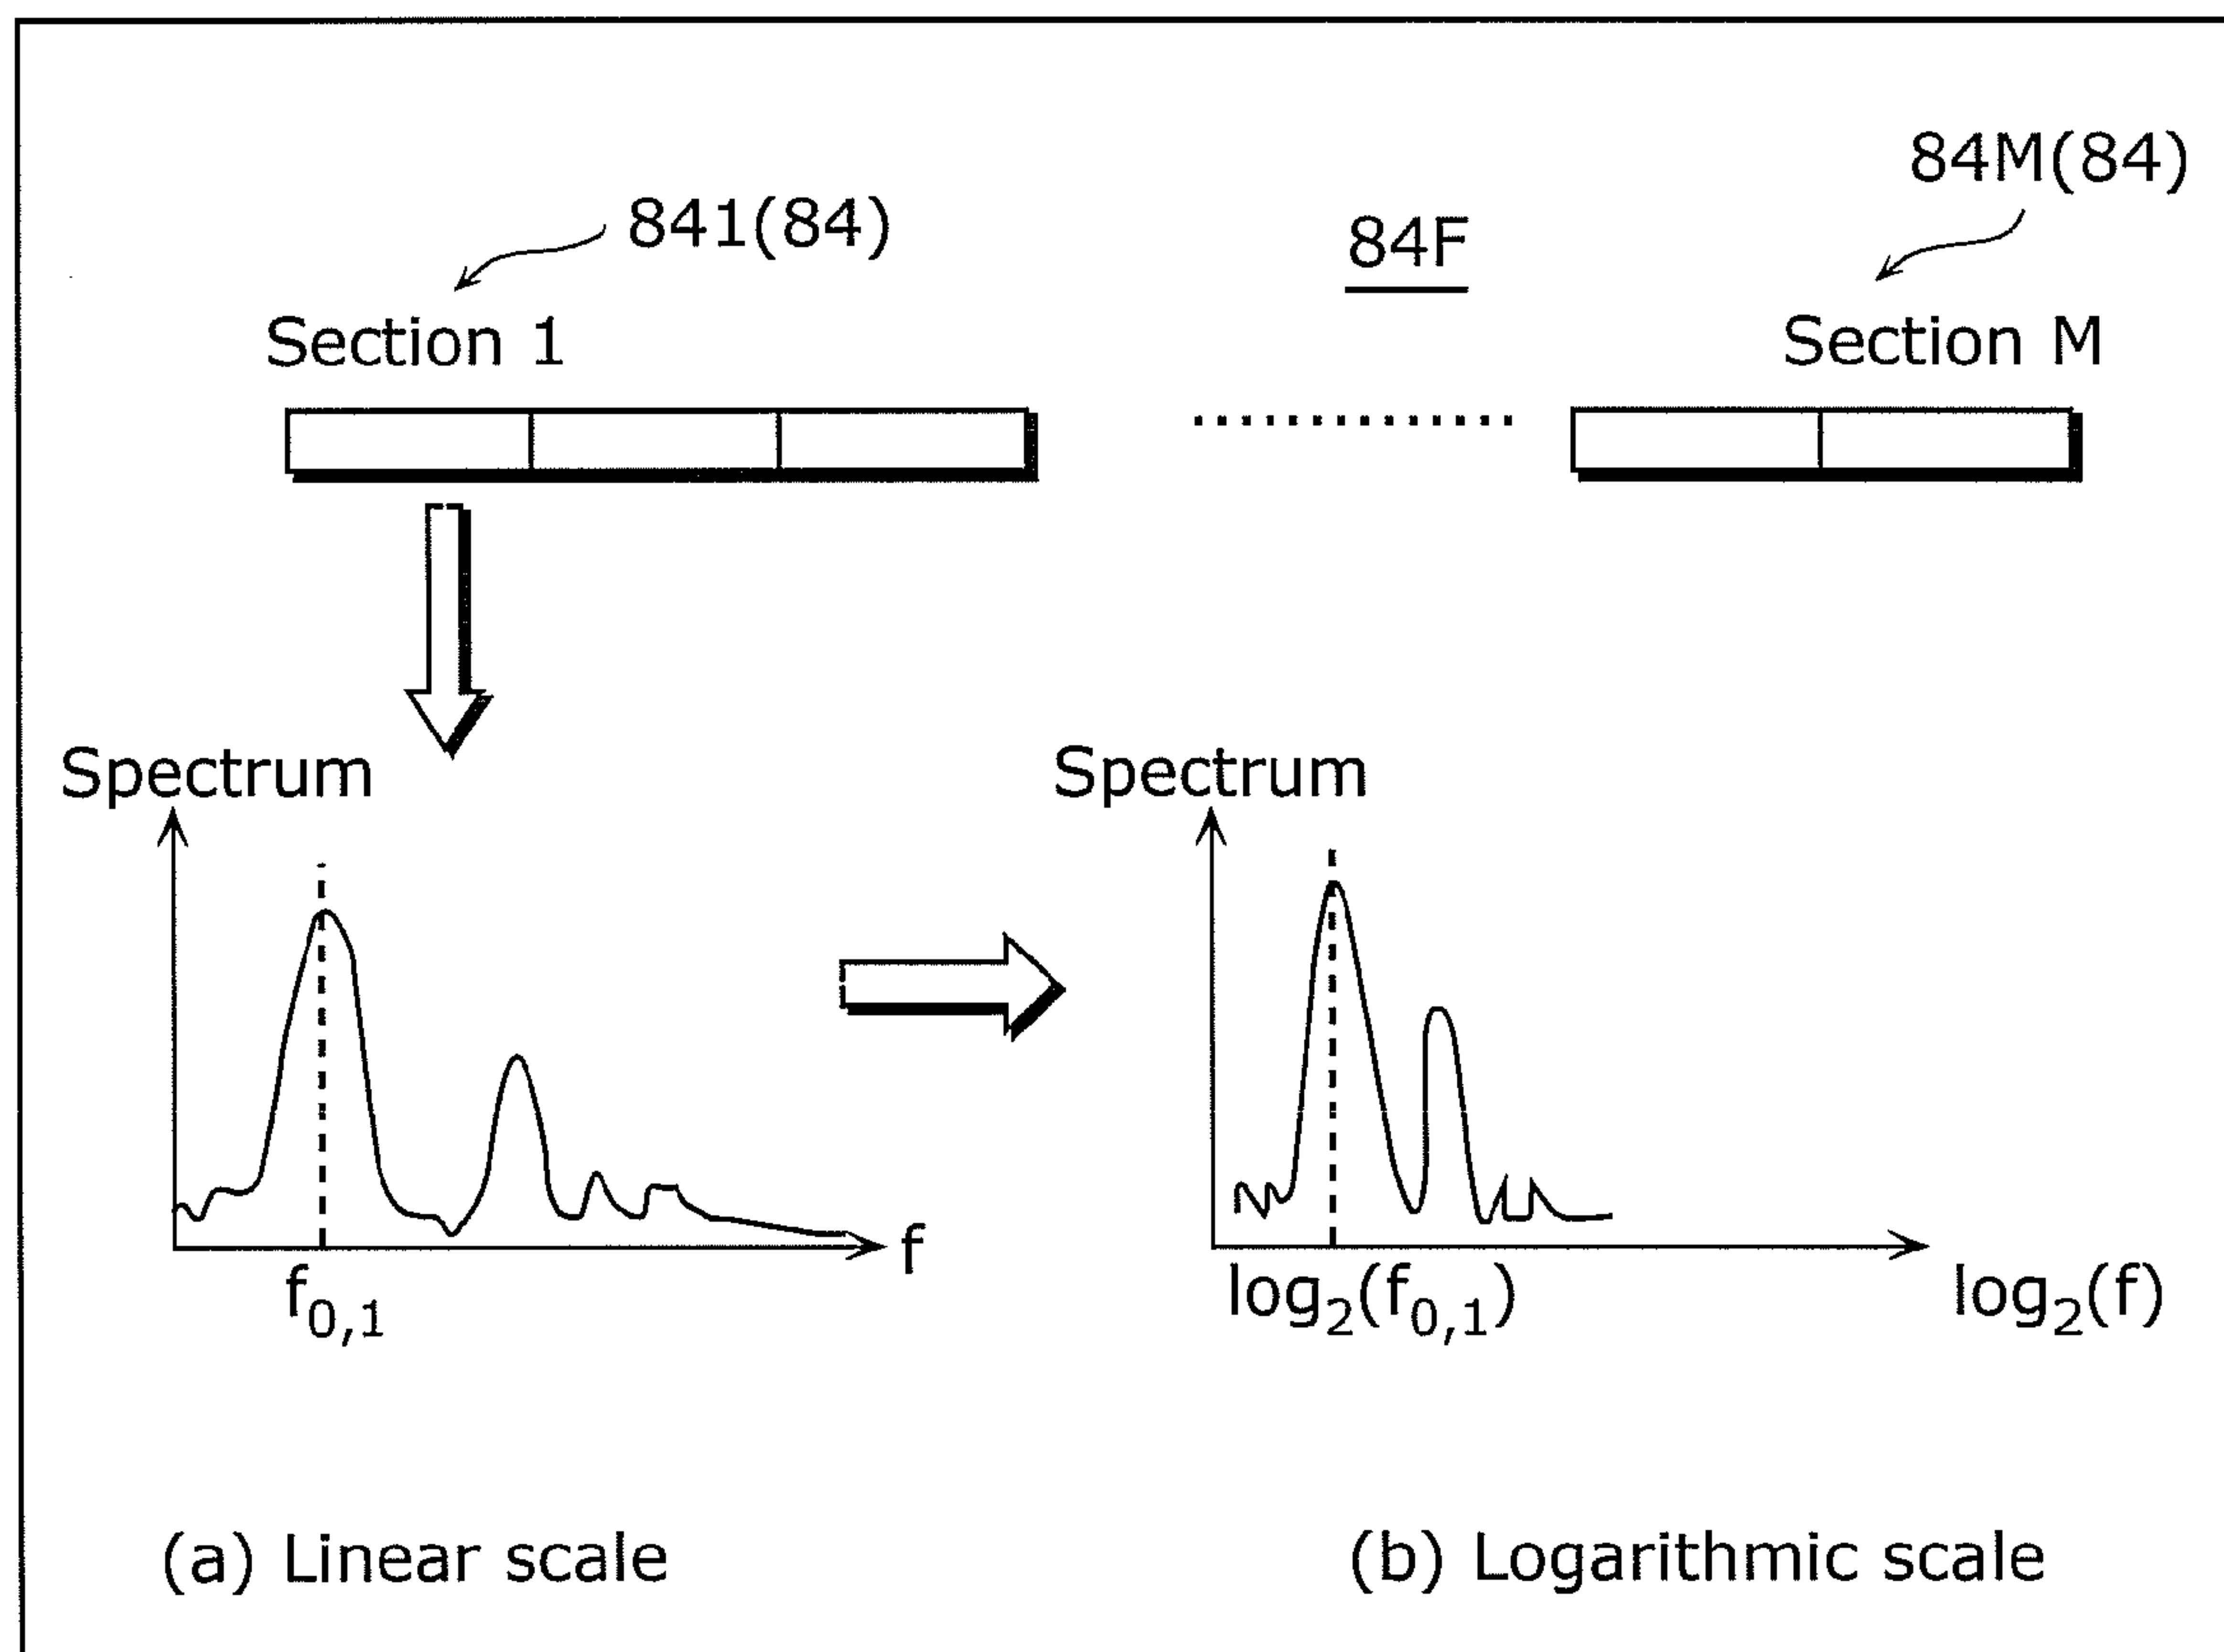 84M(84)
841(84)
84F
Section 1
Section M
Spectrum
Spectrum
f
f0,1
log2(f0,1)
log2(f)
(a) Linear scale
(b) Logarithmic scale